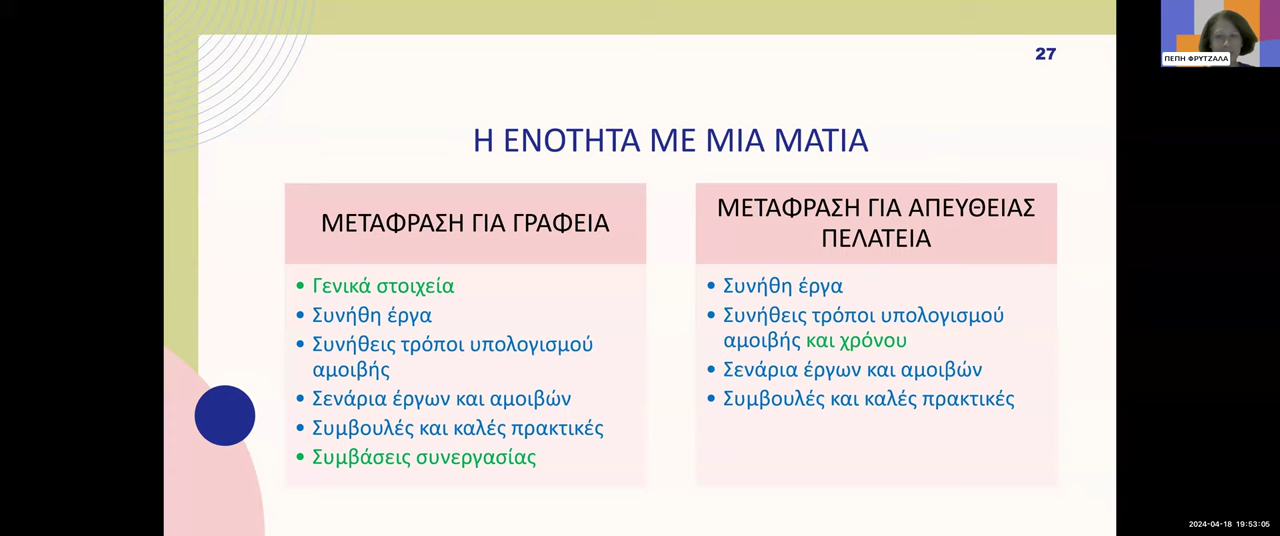 27
ΠΕΠΗ ΦΡΥΤΖΑΛΑ
Η ΕΝΟΤΗΤΑ ΜΕ ΜΙΑ ΜΑΤΙΑ
ΜΕΤΑΦΡΑΣΗ ΓΙΑ ΓΡΑΦΕΙΑ
• Γενικά στοιχεία
• Συνήθη έργα
• Συνήθεις τρόποι υπολογισμού
αμοιβής
• Σενάρια έργων και αμοιβών
• Συμβουλές και καλές πρακτικές
• Συμβάσεις συνεργασίας
ΜΕΤΑΦΡΑΣΗ ΓΙΑ ΑΠΕΥΘΕΙΑΣ
ΠΕΛΑΤΕΙΑ
• Συνήθη έργα
• Συνήθεις τρόποι υπολογισμού
αμοιβής και χρόνου
• Σενάρια έργων και αμοιβών
• Συμβουλές και καλές πρακτικές
2024-04-18 19:53:05